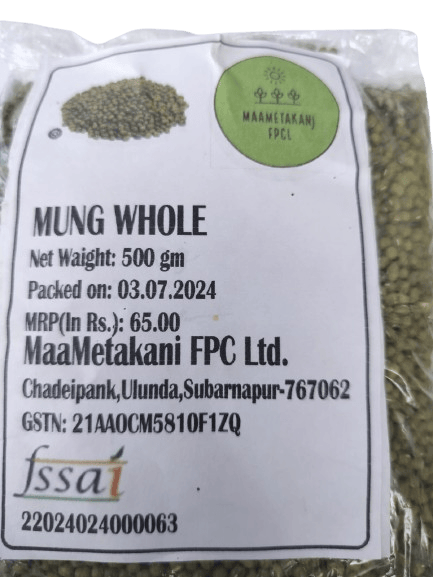 MAAMETAKANI
FPCL
MUNG WHOLE
Net Waight: 500 gm
Packed on: 03.07.2024
MRP(In Rs.): 65.00
MaaMetakani FPC Ltd.
Chadeipank,Ulunda,Subarnapur-767062
GSTN: 21AAOCM5810F1ZQ
fssai
22024024000063